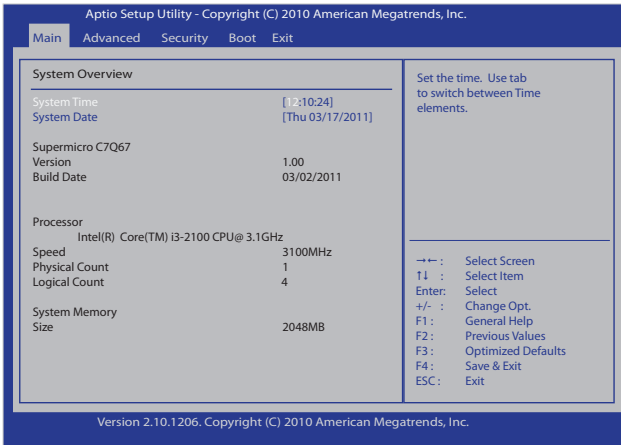 Aptio Setup Utility - Copyright (C) 2010 American Megatrends, Inc.
Main Advanced Security Boot Exit
System Overview
System Time [12:10:24]
System Date [Thu 03/17/2011]
Supermicro C7Q67
Version 1.00
Build Date 03/02/2011
Processor
Intel(R) Core(TM) i3-2100 CPU@ 3.1GHz
Speed 3100MHz
Physical Count 1
Logical Count 4
System Memory
Size 2048MB
Set the time. Use tab
to switch between Time
elements.
→←: Select Screen
↑↓ : Select Item
Enter: Select
+/- : Change Opt.
F1 : General Help
F2 : Previous Values
F3 : Optimized Defaults
F4 : Save & Exit
ESC : Exit
Version 2.10.1206. Copyright (C) 2010 American Megatrends, Inc.